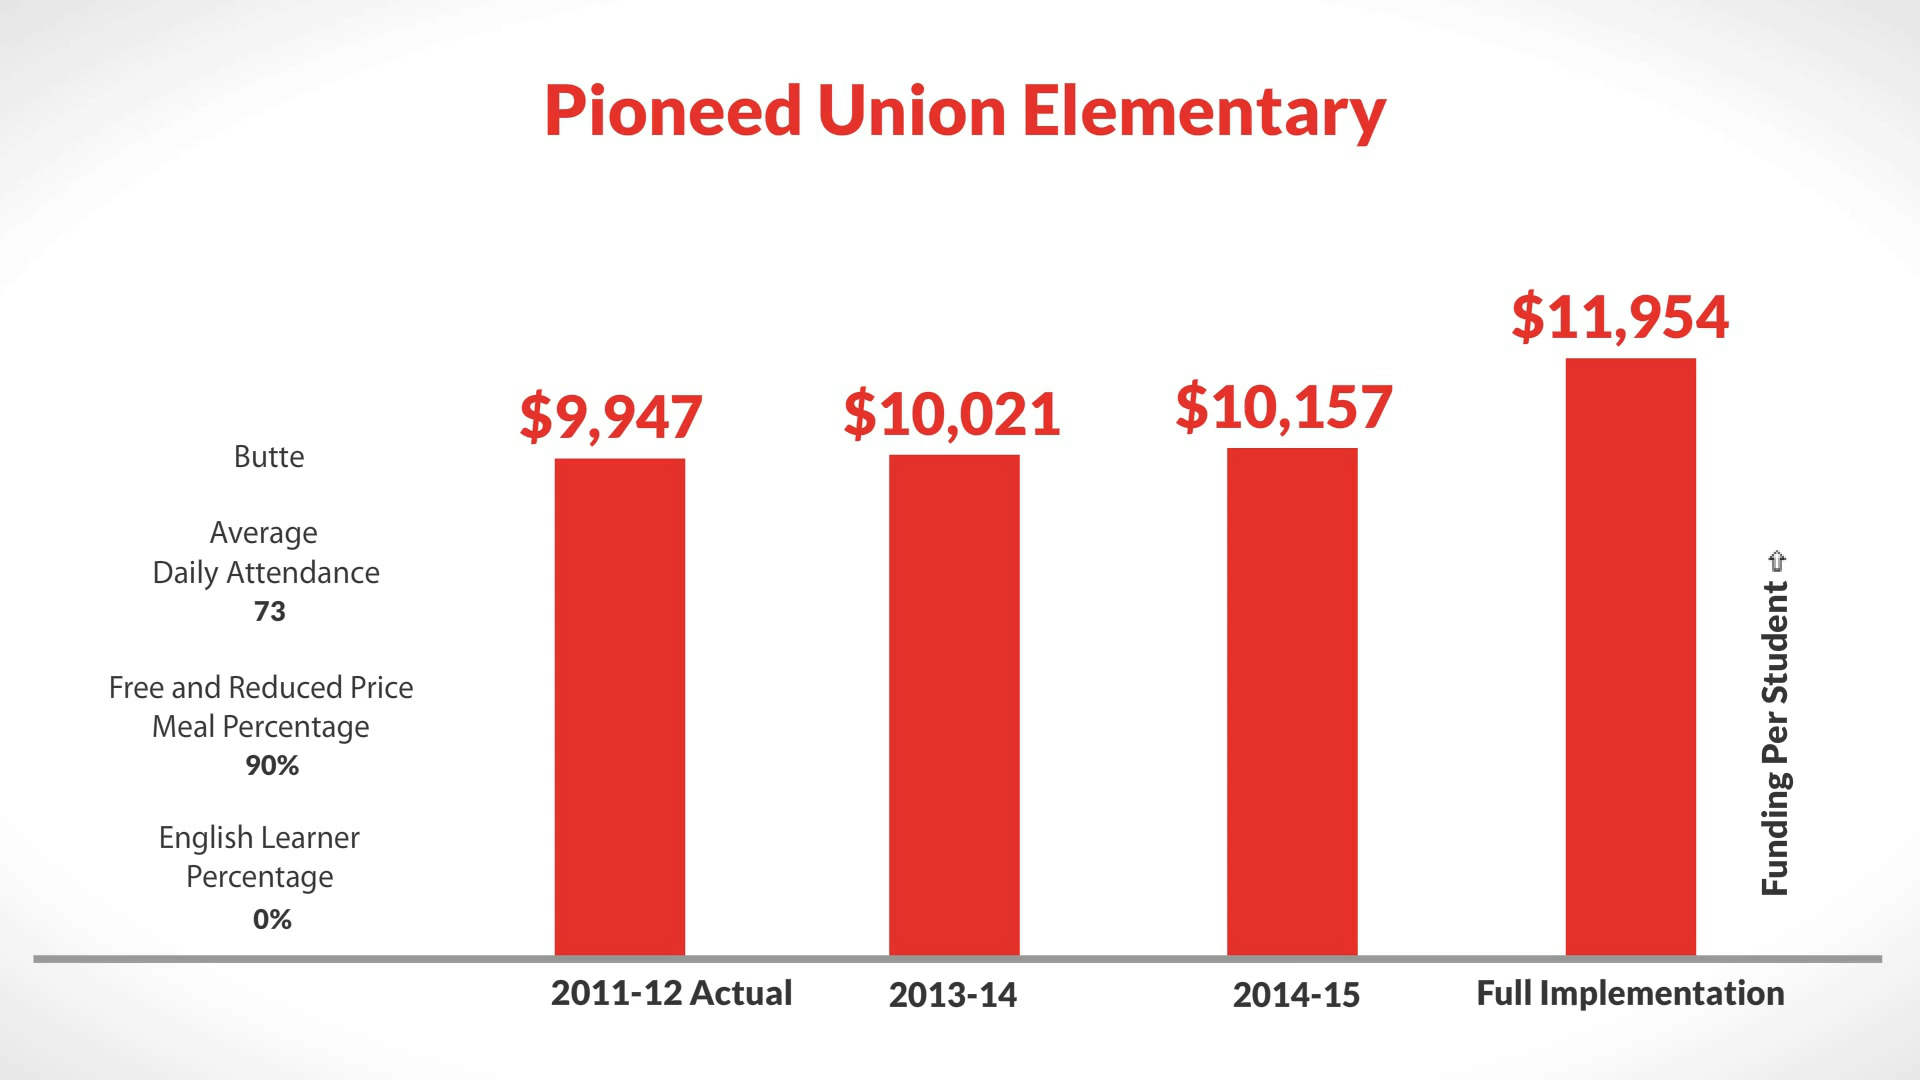 Pioneed Union Elementary
$9,947
$10,021
$10,157
$11,954
Butte
Average
Daily Attendance
73
Free and Reduced Price
Meal Percentage
90%
English Learner
Percentage
0%
Funding Per Student ⇧
2011-12 Actual
2013-14
2014-15
Full Implementation